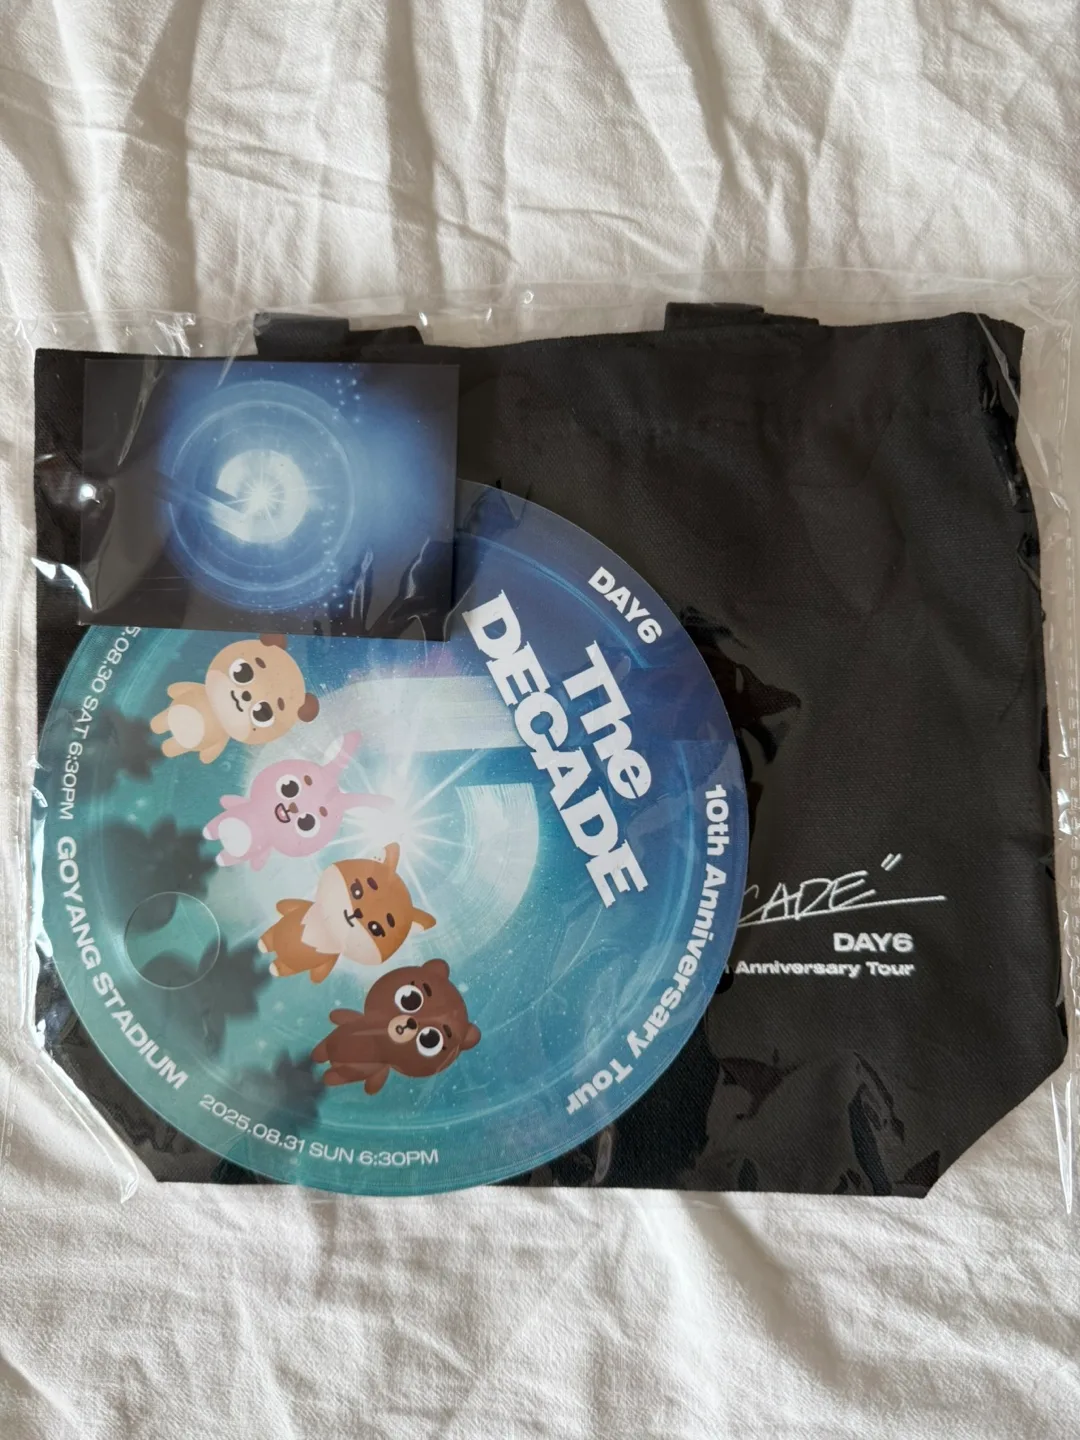 DAY6
The
DECADE
10th Anniversary Tour
5.08.30 SAT 6:30PM
GOYANG STADIUM
2025.08.31 SUN 6:30PM
CADE"
DAY6
Anniversary Tour